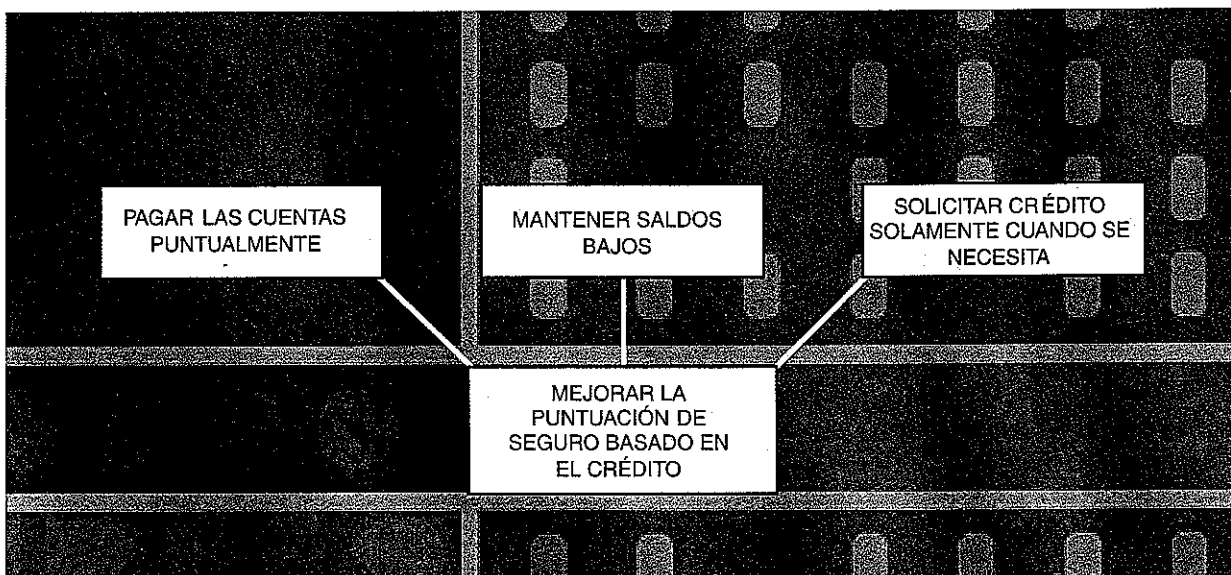 PAGAR LAS CUENTAS
PUNTUALMENTE
MANTENER SALDOS
BAJOS
SOLICITAR CRÉDITO
SOLAMENTE CUANDO SE
NECESITA
MEJORAR LA
PUNTUACIÓN DE
SEGURO BASADO EN
EL CRÉDITO